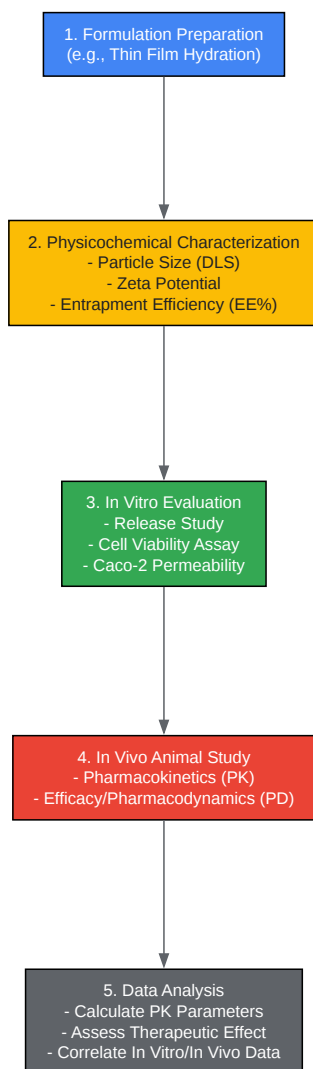 1. Formulation Preparation
(e.g., Thin Film Hydration)
2. Physicochemical Characterization
- Particle Size (DLS)
- Zeta Potential
- Entrapment Efficiency (EE%)
3. In Vitro Evaluation
- Release Study
- Cell Viability Assay
- Caco-2 Permeability
4. In Vivo Animal Study
- Pharmacokinetics (PK)
- Efficacy/Pharmacodynamics (PD)
5. Data Analysis
- Calculate PK Parameters
- Assess Therapeutic Effect
- Correlate In Vitro/In Vivo Data